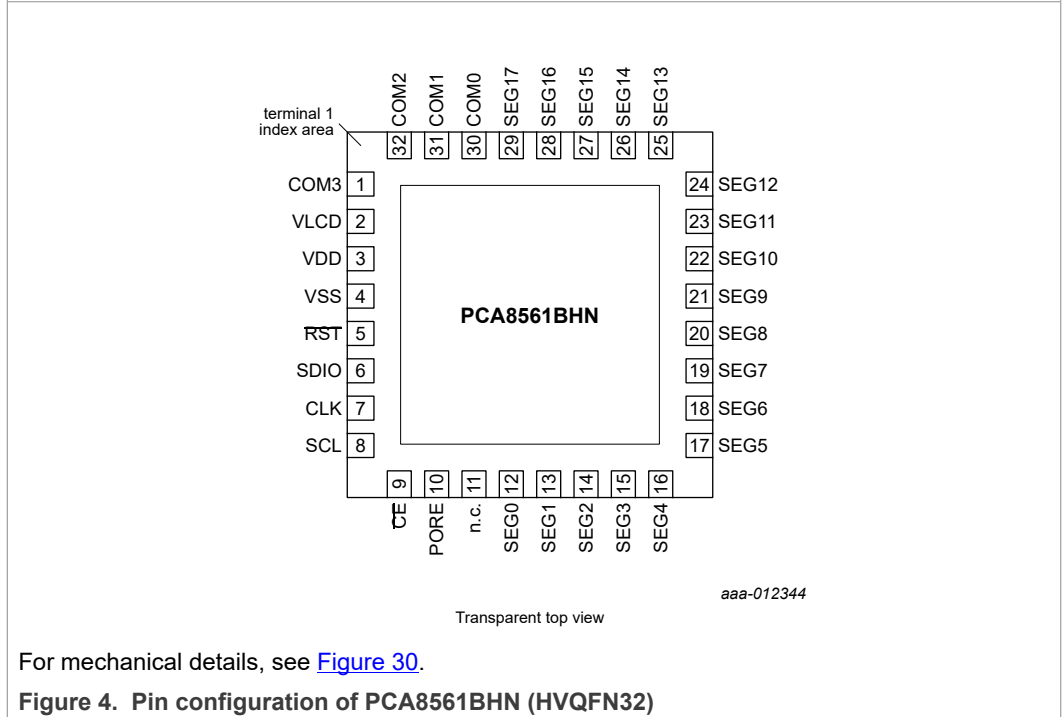 COM2
COM1
COM0
SEG17
SEG16
SEG15
SEG14
SEG13
terminal 1
index area
32
31
30
29
28
27
26
25
COM3 1
VLCD 2
VDD 3
VSS 4
RST 5
SDIO 6
CLK 7
SCL 8
PCA8561BHN
24 SEG12
23 SEG11
22 SEG10
21 SEG9
20 SEG8
19 SEG7
18 SEG6
17 SEG5
9
10
11
12
13
14
15
16
CE
PORE
n.c.
SEG0
SEG1
SEG2
SEG3
SEG4
aaa-012344
Transparent top view
For mechanical details, see Figure 30.
Figure 4. Pin configuration of PCA8561BHN (HVQFN32)